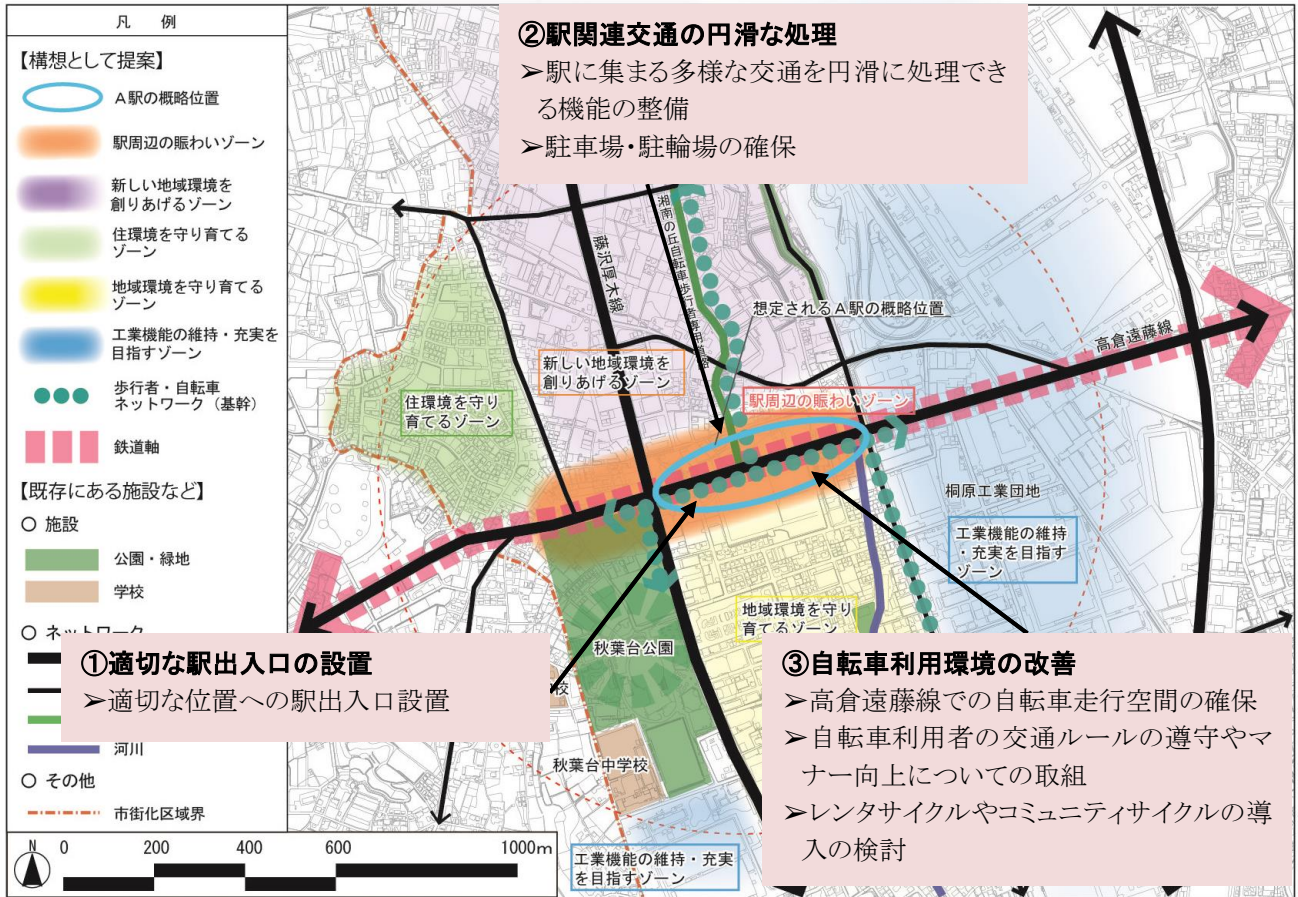 凡　例
【構想として提案】
A駅の概略位置
駅周辺の賑わいゾーン
新しい地域環境を
創りあげるゾーン
住環境を守り育てる
ゾーン
地域環境を守り育てる
ゾーン
工業機能の維持・充実を
目指すゾーン
歩行者・自転車
ネットワーク（基幹）
鉄道軸
【既存にある施設など】
○ 施設
公園・緑地
学校
○ ネットワーク
河川
○ その他
市街化区域界
N 0 200 400 600 1000m
②駅関連交通の円滑な処理
➢駅に集まる多様な交通を円滑に処理でき
る機能の整備
➢駐車場・駐輪場の確保
藤沢厚木線
湘南の丘自転車歩行者専用道路
想定されるA駅の概略位置
高倉遠藤線
新しい地域環境を
創りあげるゾーン
駅周辺の賑わいゾーン
住環境を守り
育てるゾーン
桐原工業団地
工業機能の維持
・充実を目指す
ゾーン
地域環境を守り
育てるゾーン
秋葉台公園
①適切な駅出入口の設置
➢適切な位置への駅出入口設置
校
秋葉台中学校
工業機能の維持・充実
を目指すゾーン
③自転車利用環境の改善
➢高倉遠藤線での自転車走行空間の確保
➢自転車利用者の交通ルールの遵守やマ
ナー向上についての取組
➢レンタサイクルやコミュニティサイクルの導
入の検討